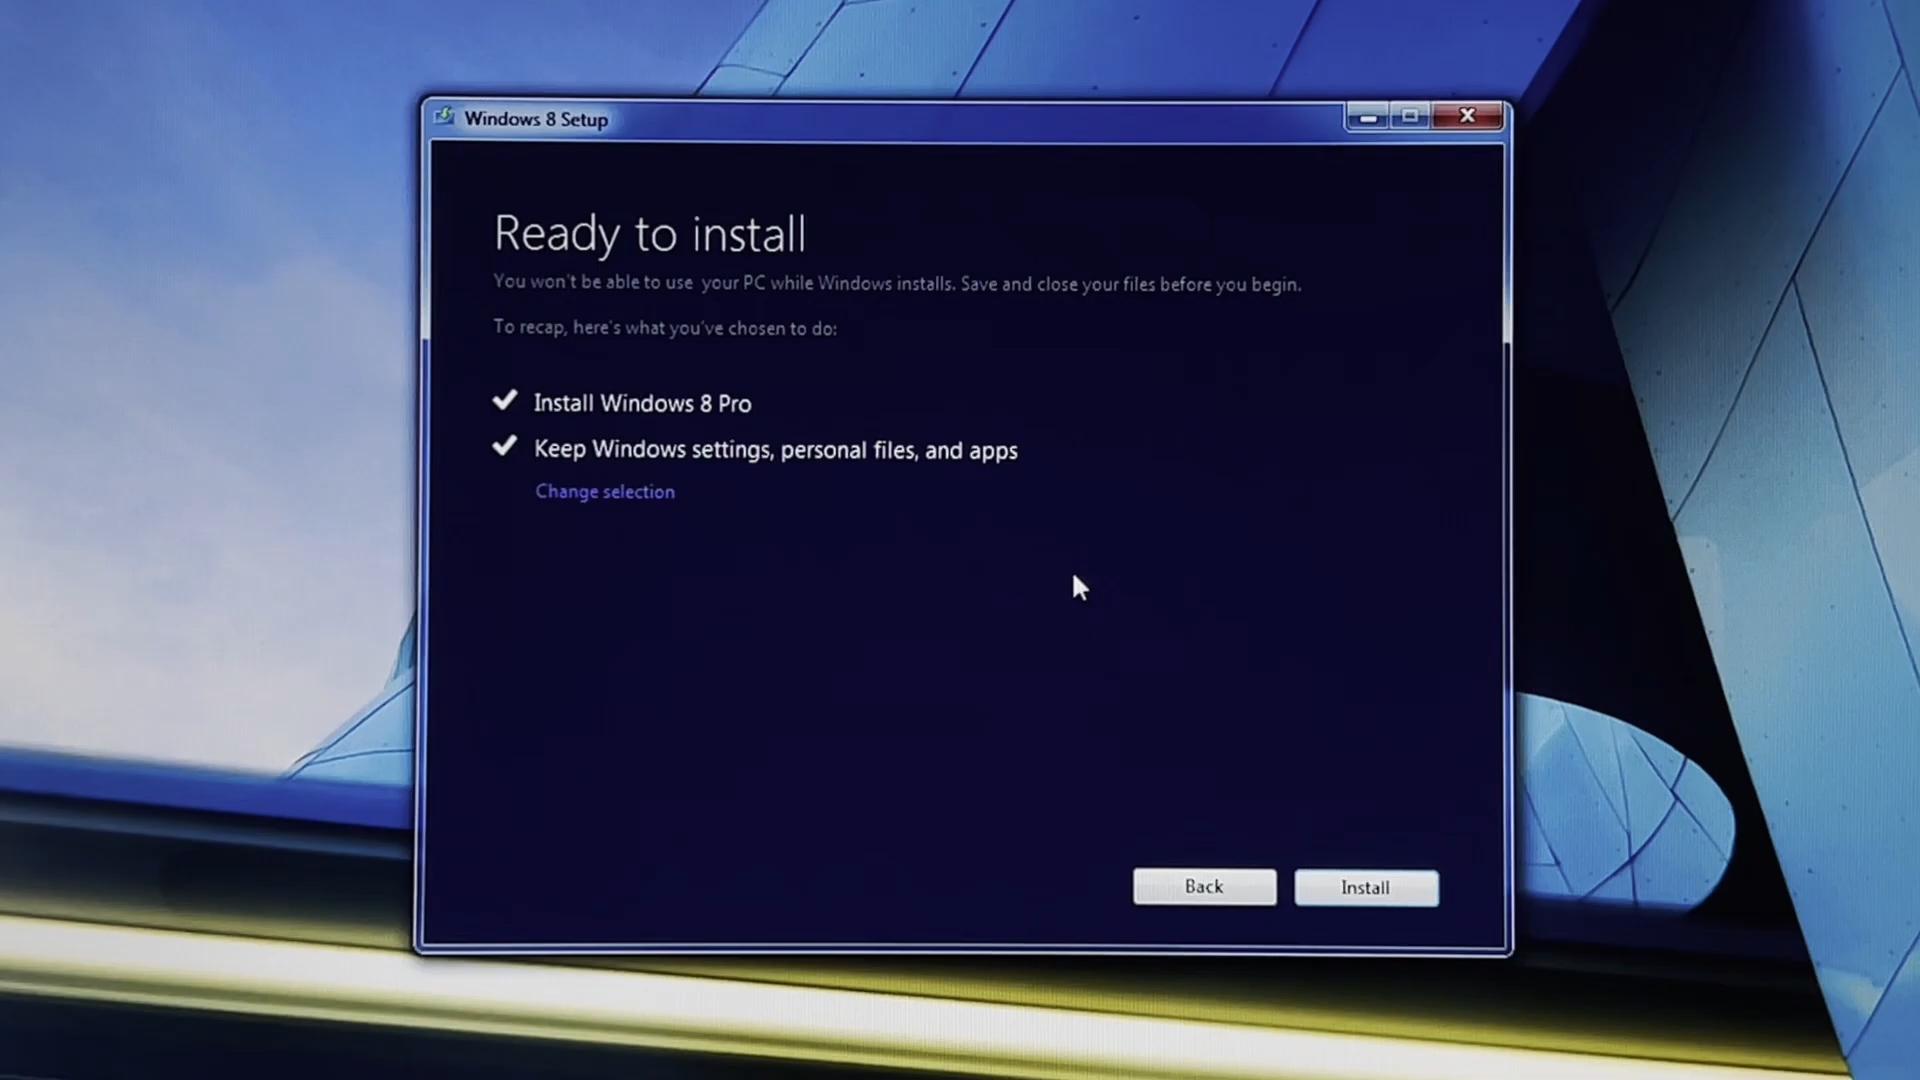 Windows 8 Setup
Ready to install
You won't be able to use your PC while Windows installs. Save and close your files before you begin.
To recap, here's what you've chosen to do:
Install Windows 8 Pro
Keep Windows settings, personal files, and apps
Change selection
Back
Install